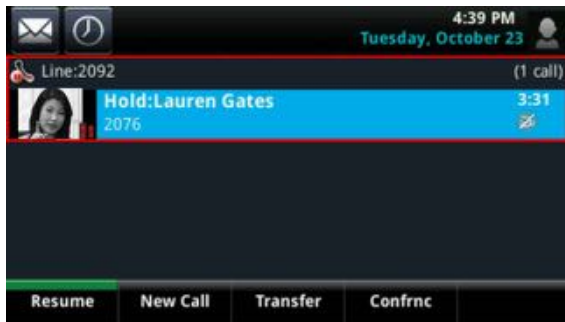 4:39 PM
Tuesday, October 23
Line:2092 (1 call)
Hold:Lauren Gates 3:31
2076
Resume New Call Transfer Confrnc